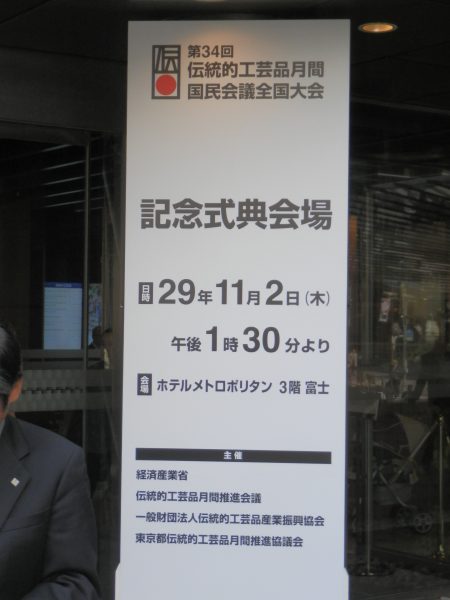 伝
第34回
伝統的工芸品月間
国民会議全国大会
記念式典会場
日時 29年11月2日(木)
午後1時30分より
会場 ホテルメトロポリタン 3階 富士
主催
経済産業省
伝統的工芸品月間推進会議
一般財団法人伝統的工芸品産業振興協会
東京都伝統的工芸品月間推進協議会